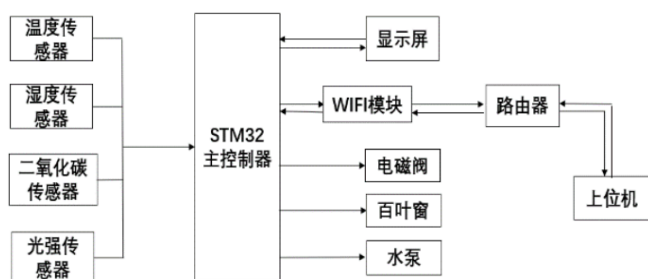 温度传
感器
湿度传
感器
二氧化碳
传感器
光强传
感器
STM32
主控制器
显示屏
WIFI模块
路由器
电磁阀
百叶窗
水泵
上位机